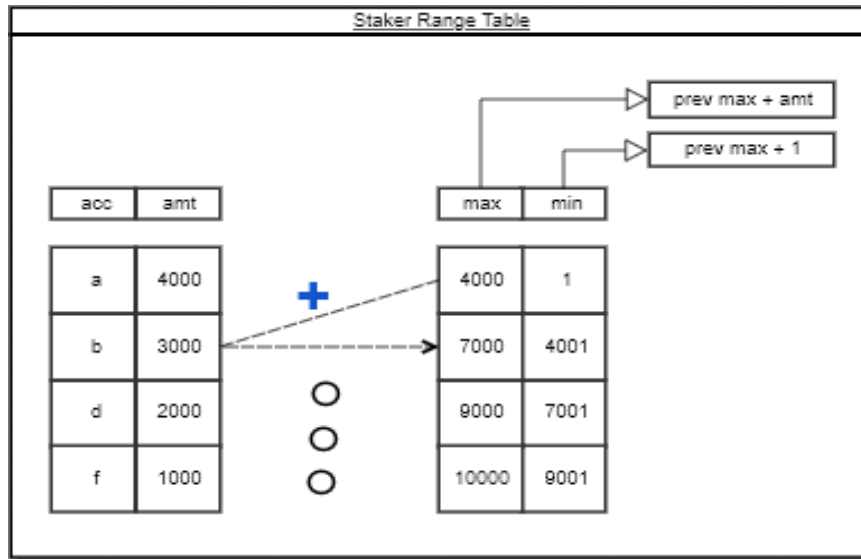 Staker Range Table
prev max + amt
prev max + 1
acc amt max min
a 4000 4000 1
b 3000 7000 4001
d 2000 9000 7001
f 1000 10000 9001